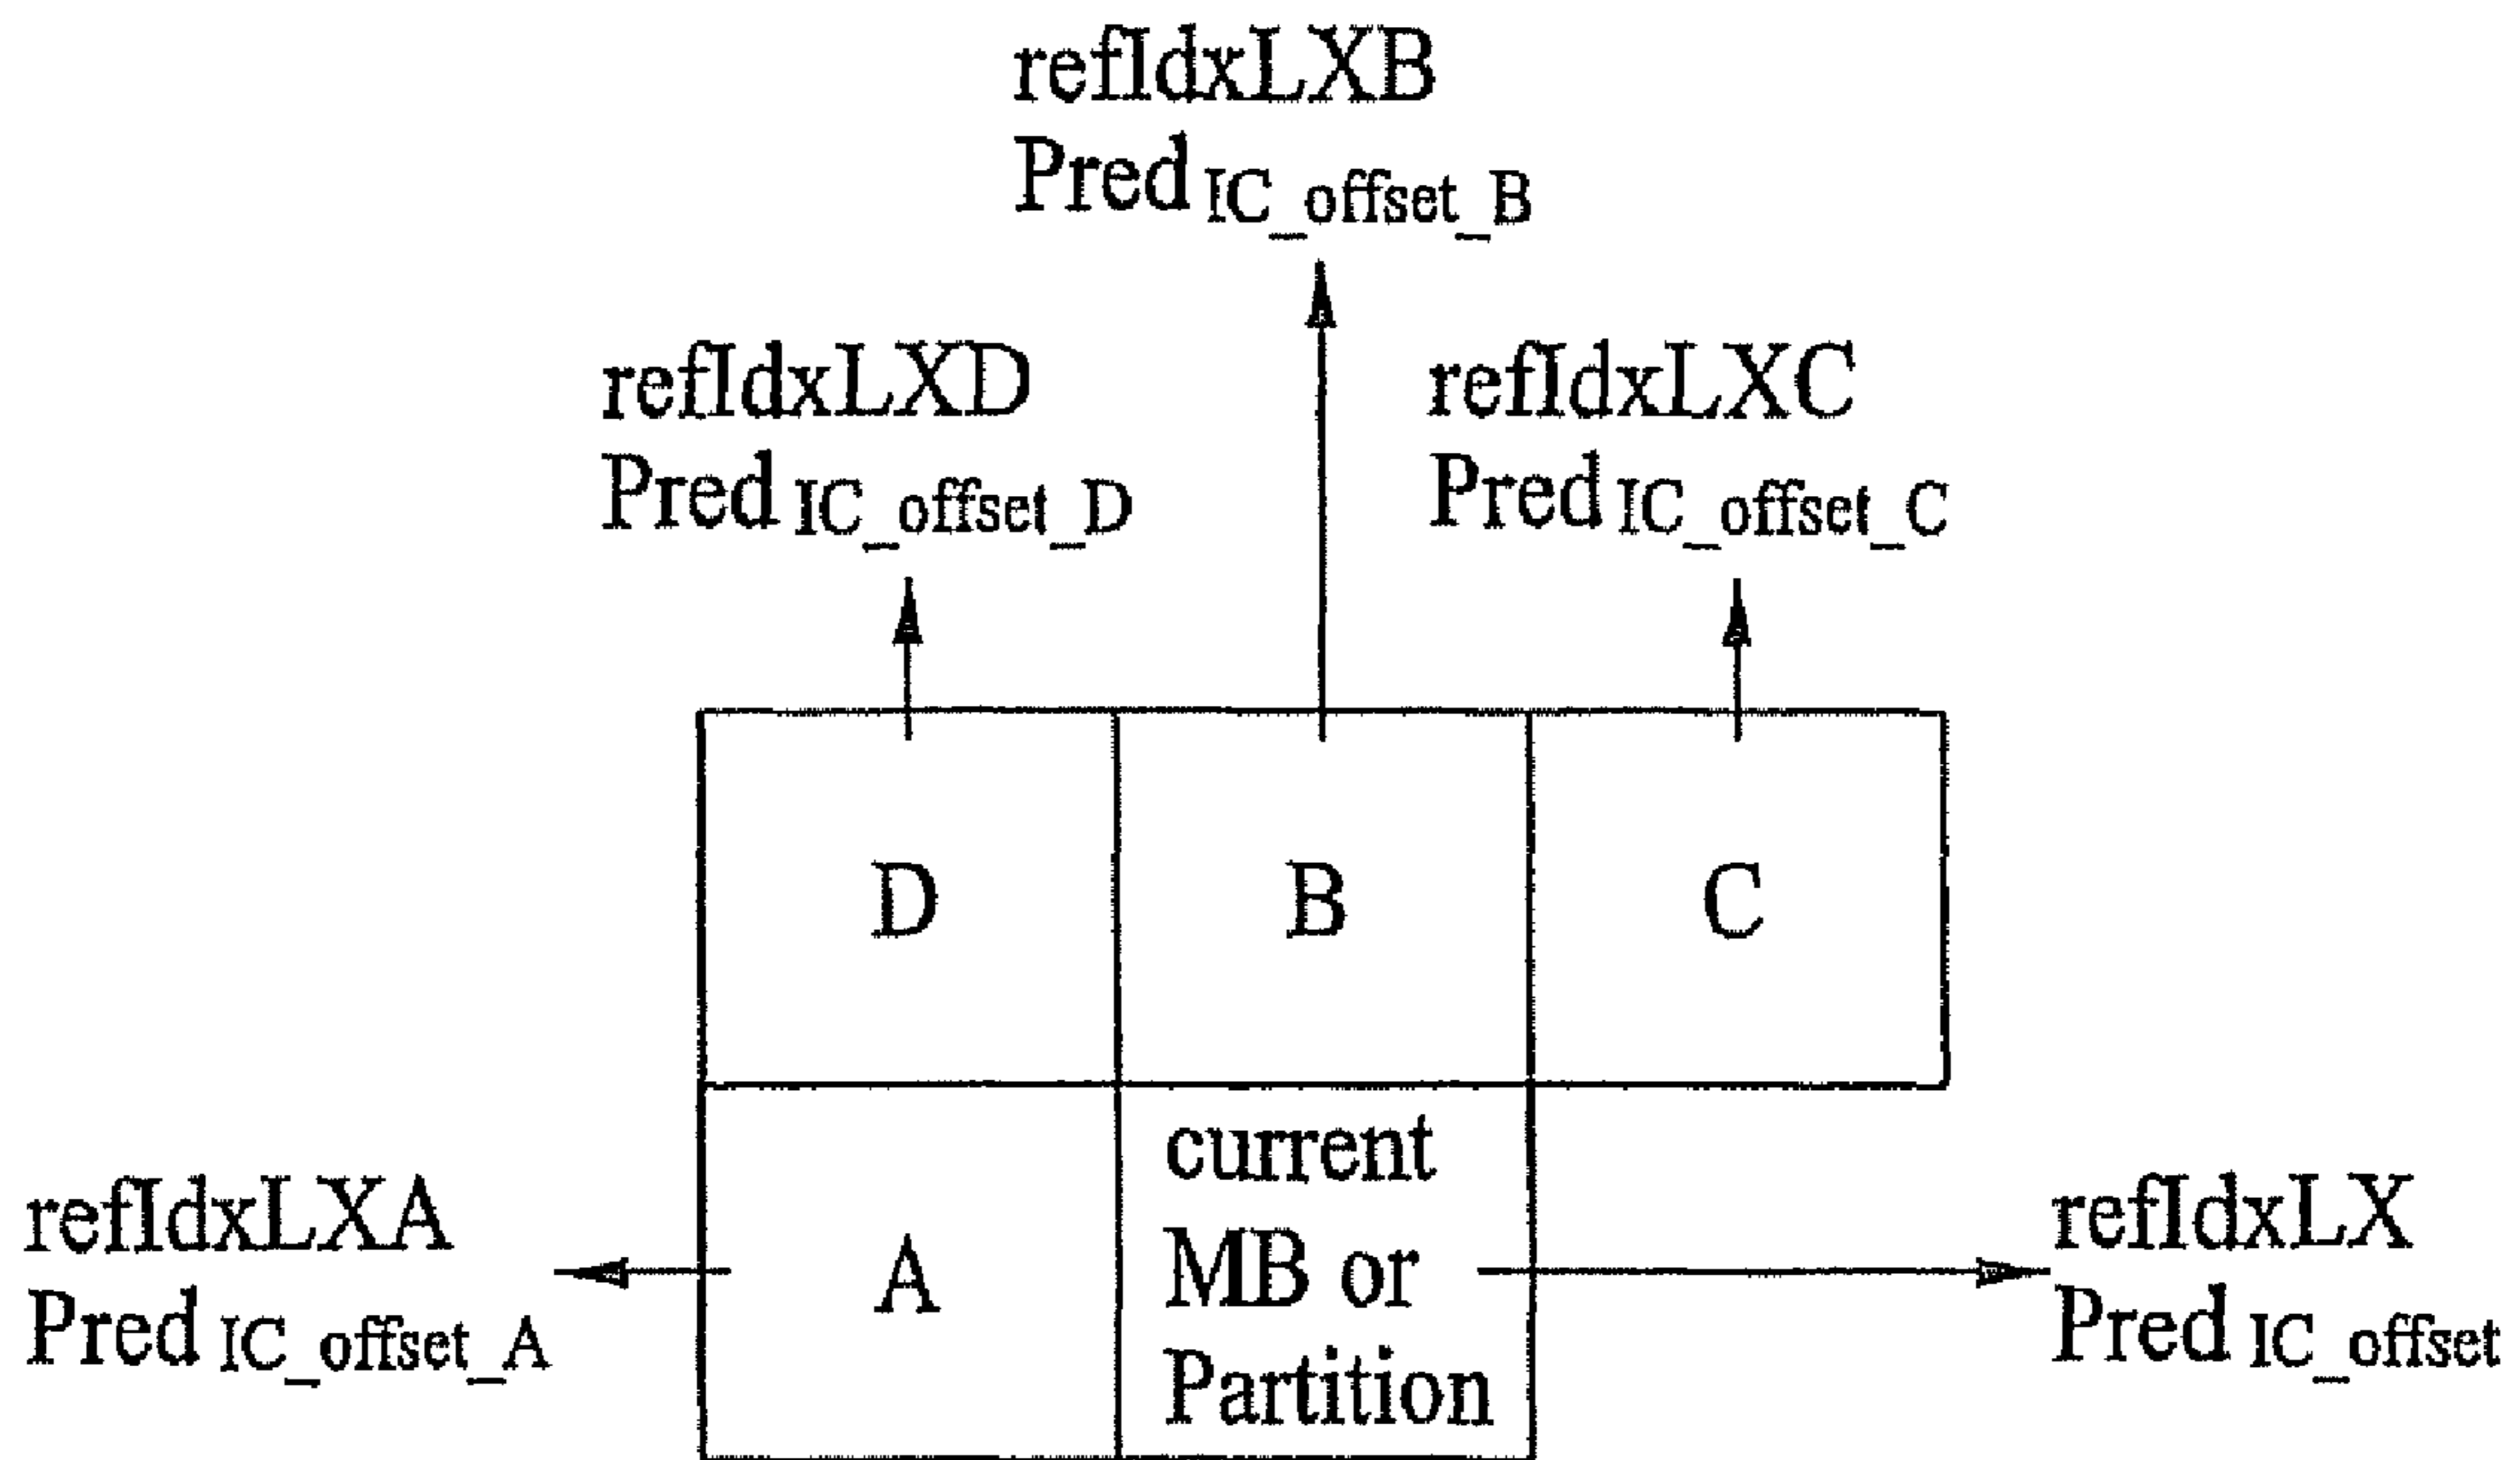 refIdxLXB
Pred IC_offset_B
refIdxLXD
Pred IC_offset_D
refIdxLXC
Pred IC_offset_C
D
B
C
refIdxLXA
Pred IC_offset_A
A
current
MB or
Partition
refIdxLX
Pred IC_offset